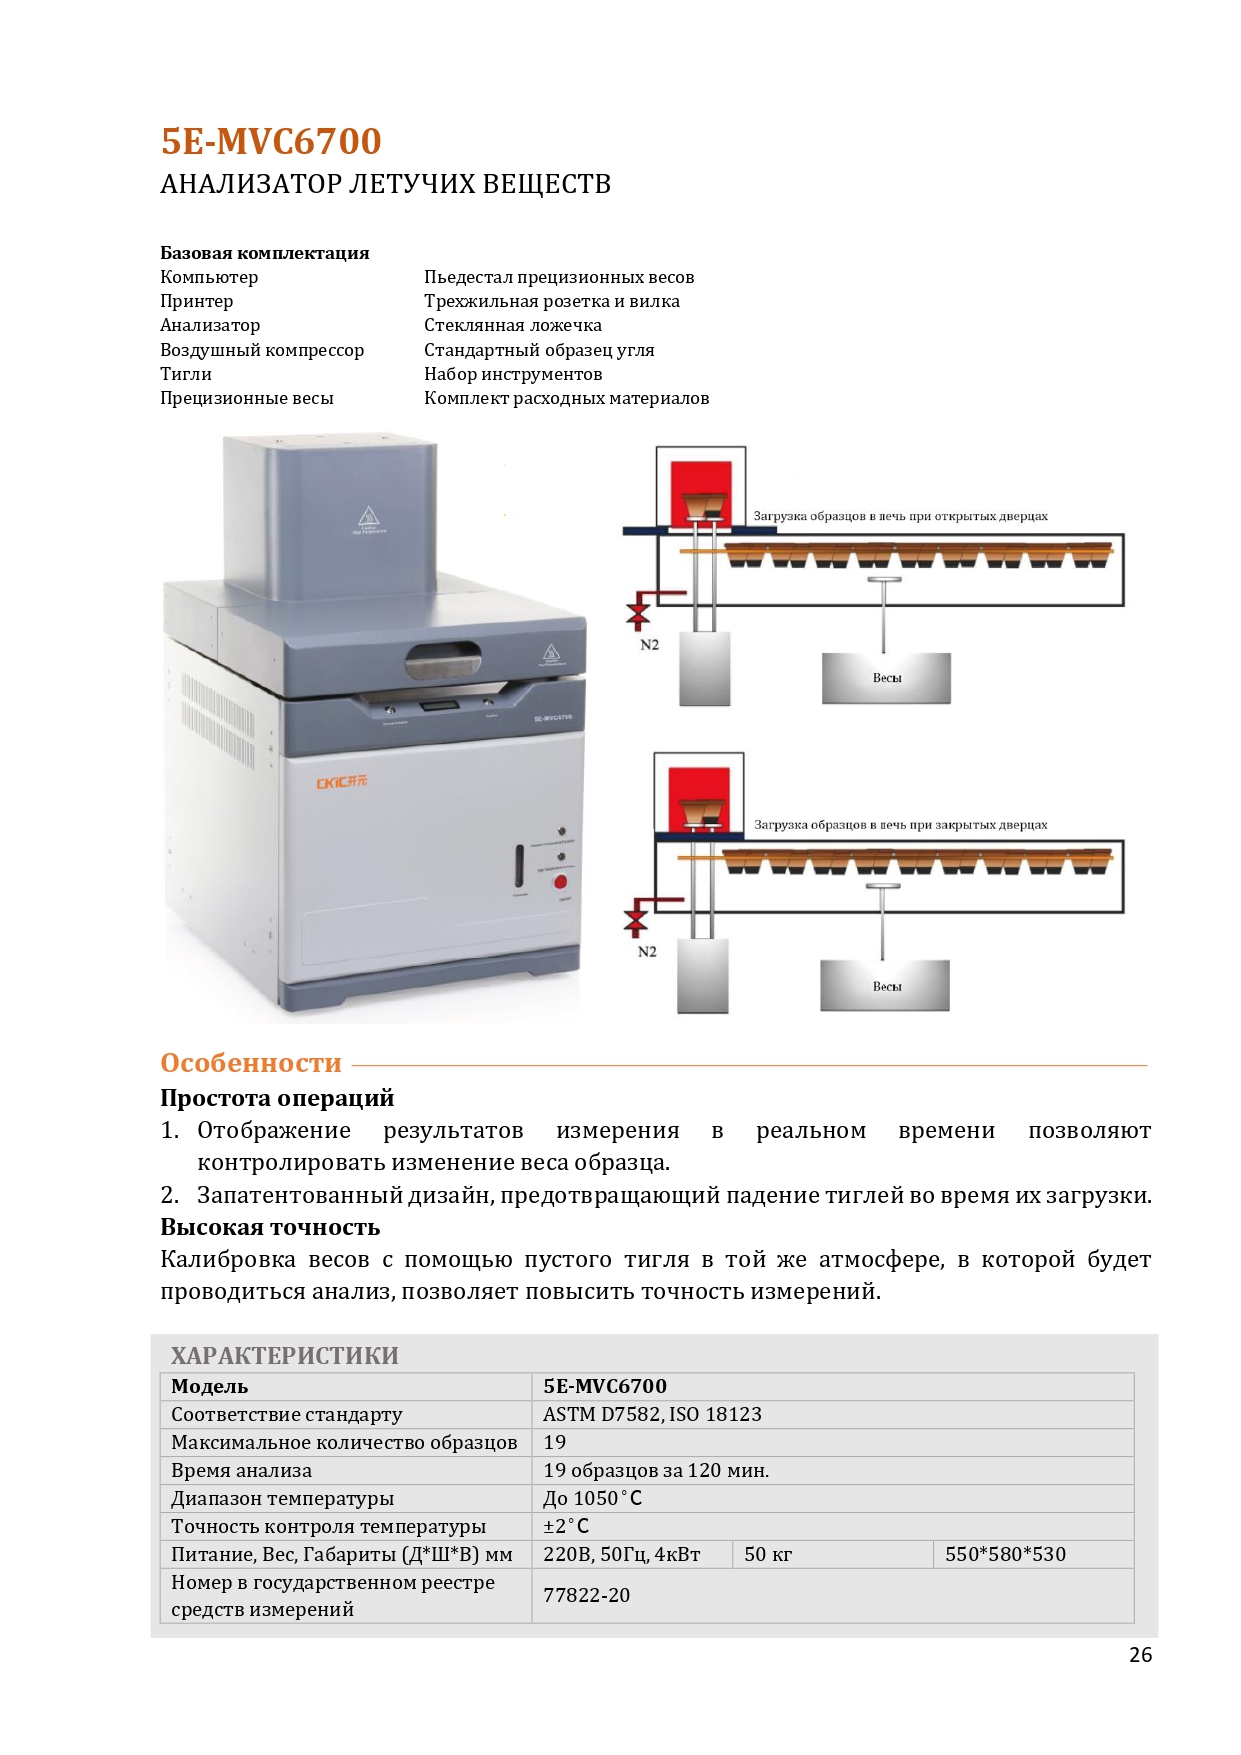 5E-MVC6700
АНАЛИЗАТОР ЛЕТУЧИХ ВЕЩЕСТВ
Базовая комплектация
Компьютер
Принтер
Анализатор
Воздушный компрессор
Тигли
Прецизионные весы
Пьедестал прецизионных весов
Трехжильная розетка и вилка
Стеклянная ложечка
Стандартный образец угля
Набор инструментов
Комплект расходных материалов
5E-MVC6700
CKIC开元
Загрузка образцов в печь при открытых дверцах
N2
Весы
Загрузка образцов в печь при закрытых дверцах
N2
Весы
Особенности
Простота операций
1. Отображение результатов измерения в реальном времени позволяют
контролировать изменение веса образца.
2. Запатентованный дизайн, предотвращающий падение тиглей во время их загрузки.
Высокая точность
Калибровка весов с помощью пустого тигля в той же атмосфере, в которой будет
проводиться анализ, позволяет повысить точность измерений.
ХАРАКТЕРИСТИКИ
Модель 5E-MVC6700
Соответствие стандарту ASTM D7582, ISO 18123
Максимальное количество образцов 19
Время анализа 19 образцов за 120 мин.
Диапазон температуры До 1050˚C
Точность контроля температуры ±2˚C
Питание, Вес, Габариты (Д*Ш*В) мм 220В, 50Гц, 4кВт 50 кг 550*580*530
Номер в государственном реестре
средств измерений 77822-20
26